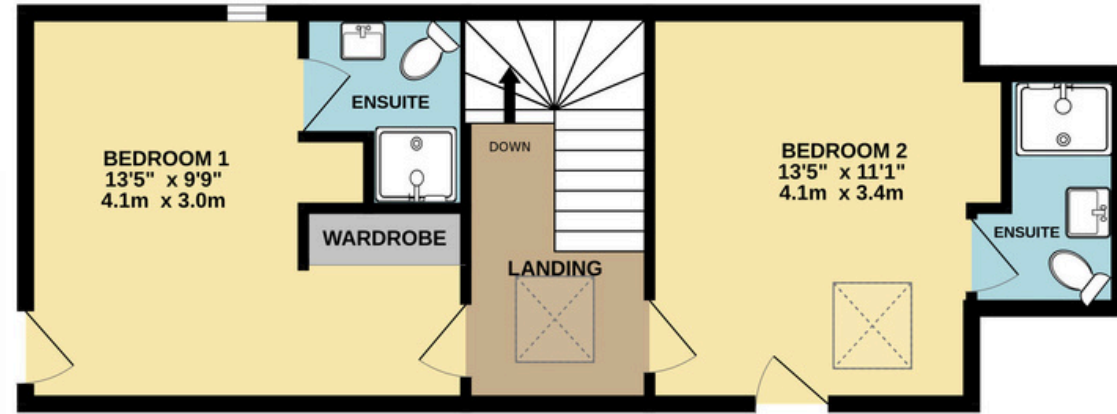 BEDROOM 1
13'5" x 9'9"
4.1m x 3.0m
ENSUITE
WARDROBE
DOWN
LANDING
BEDROOM 2
13'5" x 11'1"
4.1m x 3.4m
ENSUITE